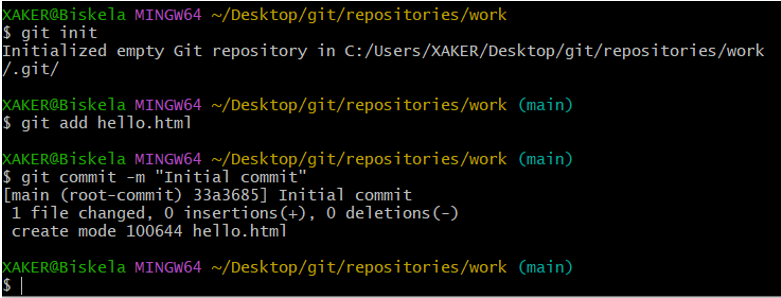 XAKER@Biskela MINGW64 ~/Desktop/git/repositories/work
$ git init
Initialized empty Git repository in C:/Users/XAKER/Desktop/git/repositories/work
/.git/
XAKER@Biskela MINGW64 ~/Desktop/git/repositories/work (main)
$ git add hello.html
XAKER@Biskela MINGW64 ~/Desktop/git/repositories/work (main)
$ git commit -m "Initial commit"
[main (root-commit) 33a3685] Initial commit
 1 file changed, 0 insertions(+), 0 deletions(-)
 create mode 100644 hello.html
XAKER@Biskela MINGW64 ~/Desktop/git/repositories/work (main)
$